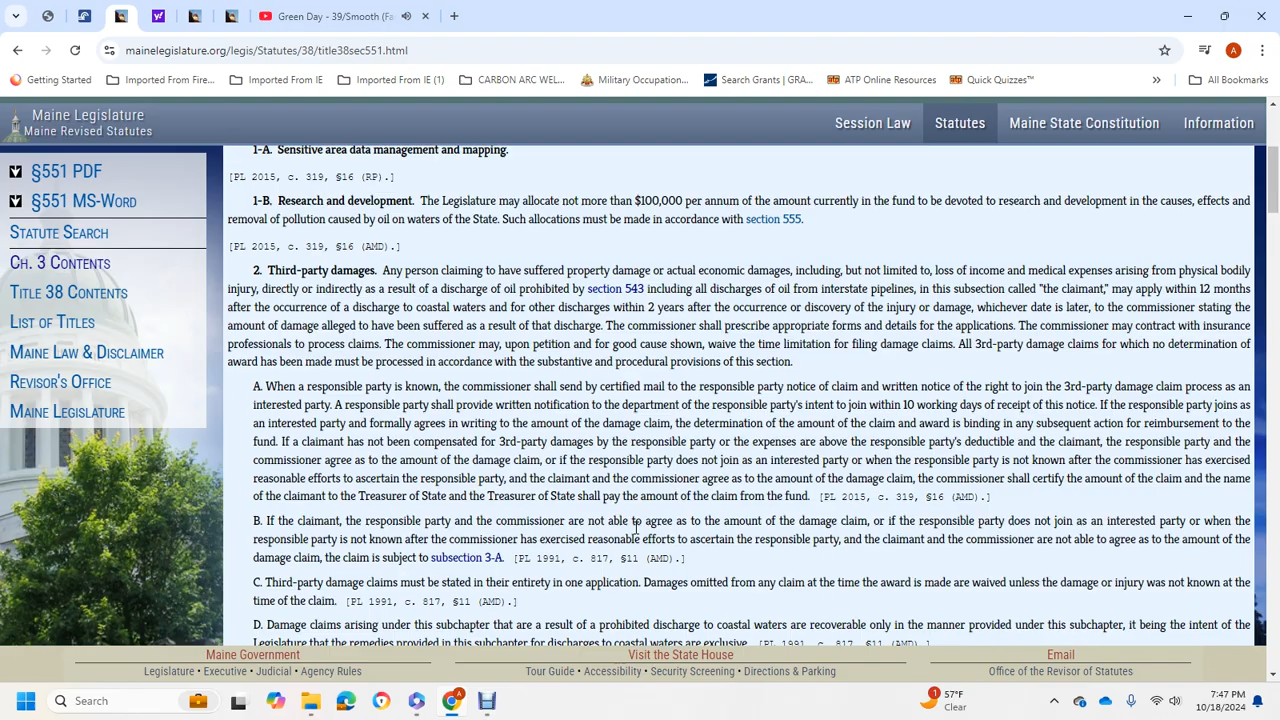 Green Day - 39/Smooth (Fa
mainelegislature.org/legis/Statutes/38/title38sec551.html
A
Getting Started
Imported From Fire...
Imported From IE
Imported From IE (1)
CARBON ARC WEL...
Military Occupation...
Search Grants | GRA...
ATP Online Resources
Quick Quizzes™
All Bookmarks
Maine Legislature
Maine Revised Statutes
Session Law
Statutes
Maine State Constitution
Information
§551 PDF
§551 MS-Word
Statute Search
Ch. 3 Contents
Title 38 Contents
List of Titles
Maine Law & Disclaimer
Revisor's Office
Maine Legislature
1-A. Sensitive area data management and mapping.
[PL 2015, c. 319, §16 (RP).]
1-B. Research and development. The Legislature may allocate not more than $100,000 per annum of the amount currently in the fund to be devoted to research and development in the causes, effects and
removal of pollution caused by oil on waters of the State. Such allocations must be made in accordance with section 555.
[PL 2015, c. 319, §16 (AMD).]
2. Third-party damages. Any person claiming to have suffered property damage or actual economic damages, including, but not limited to, loss of income and medical expenses arising from physical bodily
injury, directly or indirectly as a result of a discharge of oil prohibited by section 543 including all discharges of oil from interstate pipelines, in this subsection called "the claimant," may apply within 12 months
after the occurrence of a discharge to coastal waters and for other discharges within 2 years after the occurrence or discovery of the injury or damage, whichever date is later, to the commissioner stating the
amount of damage alleged to have been suffered as a result of that discharge. The commissioner shall prescribe appropriate forms and details for the applications. The commissioner may contract with insurance
professionals to process claims. The commissioner may, upon petition and for good cause shown, waive the time limitation for filing damage claims. All 3rd-party damage claims for which no determination of
award has been made must be processed in accordance with the substantive and procedural provisions of this section.
A. When a responsible party is known, the commissioner shall send by certified mail to the responsible party notice of claim and written notice of the right to join the 3rd-party damage claim process as an
interested party. A responsible party shall provide written notification to the department of the responsible party's intent to join within 10 working days of receipt of this notice. If the responsible party joins as
an interested party and formally agrees in writing to the amount of the damage claim, the determination of the amount of the claim and award is binding in any subsequent action for reimbursement to the
fund. If a claimant has not been compensated for 3rd-party damages by the responsible party or the expenses are above the responsible party's deductible and the claimant, the responsible party and the
commissioner agree as to the amount of the damage claim, or if the responsible party does not join as an interested party or when the responsible party is not known after the commissioner has exercised
reasonable efforts to ascertain the responsible party, and the claimant and the commissioner agree as to the amount of the damage claim, the commissioner shall certify the amount of the claim and the name
of the claimant to the Treasurer of State and the Treasurer of State shall pay the amount of the claim from the fund. [PL 2015, c. 319, §16 (AMD).]
B. If the claimant, the responsible party and the commissioner are not able to agree as to the amount of the damage claim, or if the responsible party does not join as an interested party or when the
responsible party is not known after the commissioner has exercised reasonable efforts to ascertain the responsible party, and the claimant and the commissioner are not able to agree as to the amount of the
damage claim, the claim is subject to subsection 3-A. [PL 1991, c. 817, §11 (AMD).]
C. Third-party damage claims must be stated in their entirety in one application. Damages omitted from any claim at the time the award is made are waived unless the damage or injury was not known at the
time of the claim. [PL 1991, c. 817, §11 (AMD).]
D. Damage claims arising under this subchapter that are a result of a prohibited discharge to coastal waters are recoverable only in the manner provided under this subchapter, it being the intent of the
Legislature that the remedies provided in this subchapter for discharges to coastal waters are exclusive. [PL 1991, c. 817, §11 (AMD).]
Maine Government
Visit the State House
Email
Legislature • Executive • Judicial • Agency Rules
Tour Guide • Accessibility • Security Screening • Directions & Parking
Office of the Revisor of Statutes
Search
1
57°F
Clear
7:47 PM
10/18/2024